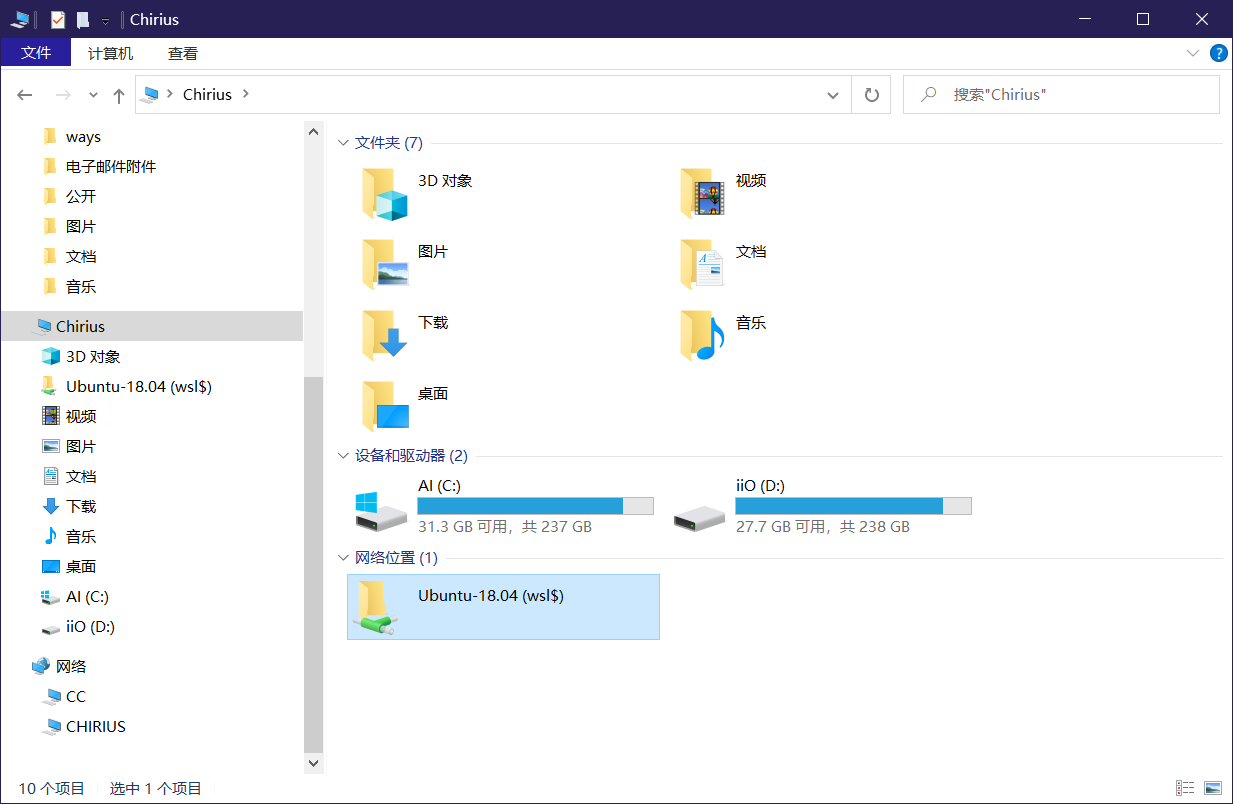 Chirius
文件 计算机 查看
Chirius
搜索"Chirius"
ways
电子邮件附件
公开
图片
文档
音乐
Chirius
3D 对象
Ubuntu-18.04 (wsl$)
视频
图片
文档
下载
音乐
桌面
AI (C:)
iiO (D:)
网络
CC
CHIRIUS
文件夹 (7)
3D 对象
视频
图片
文档
下载
音乐
桌面
设备和驱动器 (2)
AI (C:)
31.3 GB 可用，共 237 GB
iiO (D:)
27.7 GB 可用，共 238 GB
网络位置 (1)
Ubuntu-18.04 (wsl$)
10 个项目 选中 1 个项目